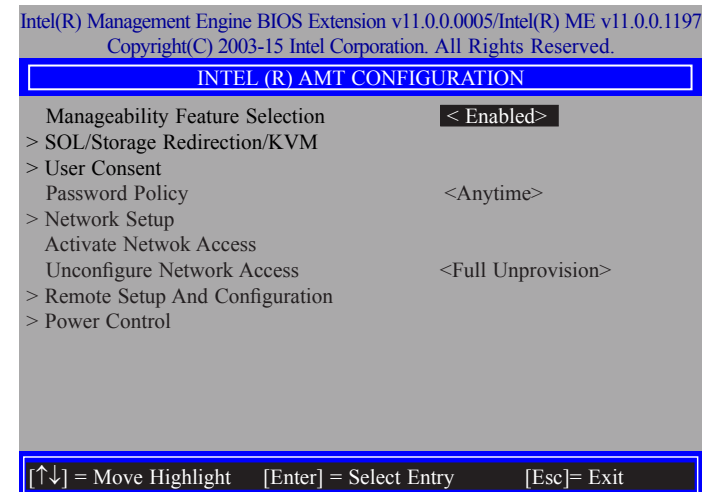 Intel(R) Management Engine BIOS Extension v11.0.0.0005/Intel(R) ME v11.0.0.1197
Copyright(C) 2003-15 Intel Corporation. All Rights Reserved.
INTEL (R) AMT CONFIGURATION
Manageability Feature Selection < Enabled>
> SOL/Storage Redirection/KVM
> User Consent
Password Policy <Anytime>
> Network Setup
Activate Netwok Access
Unconfigure Network Access <Full Unprovision>
> Remote Setup And Configuration
> Power Control
[↑↓] = Move Highlight [Enter] = Select Entry [Esc]= Exit